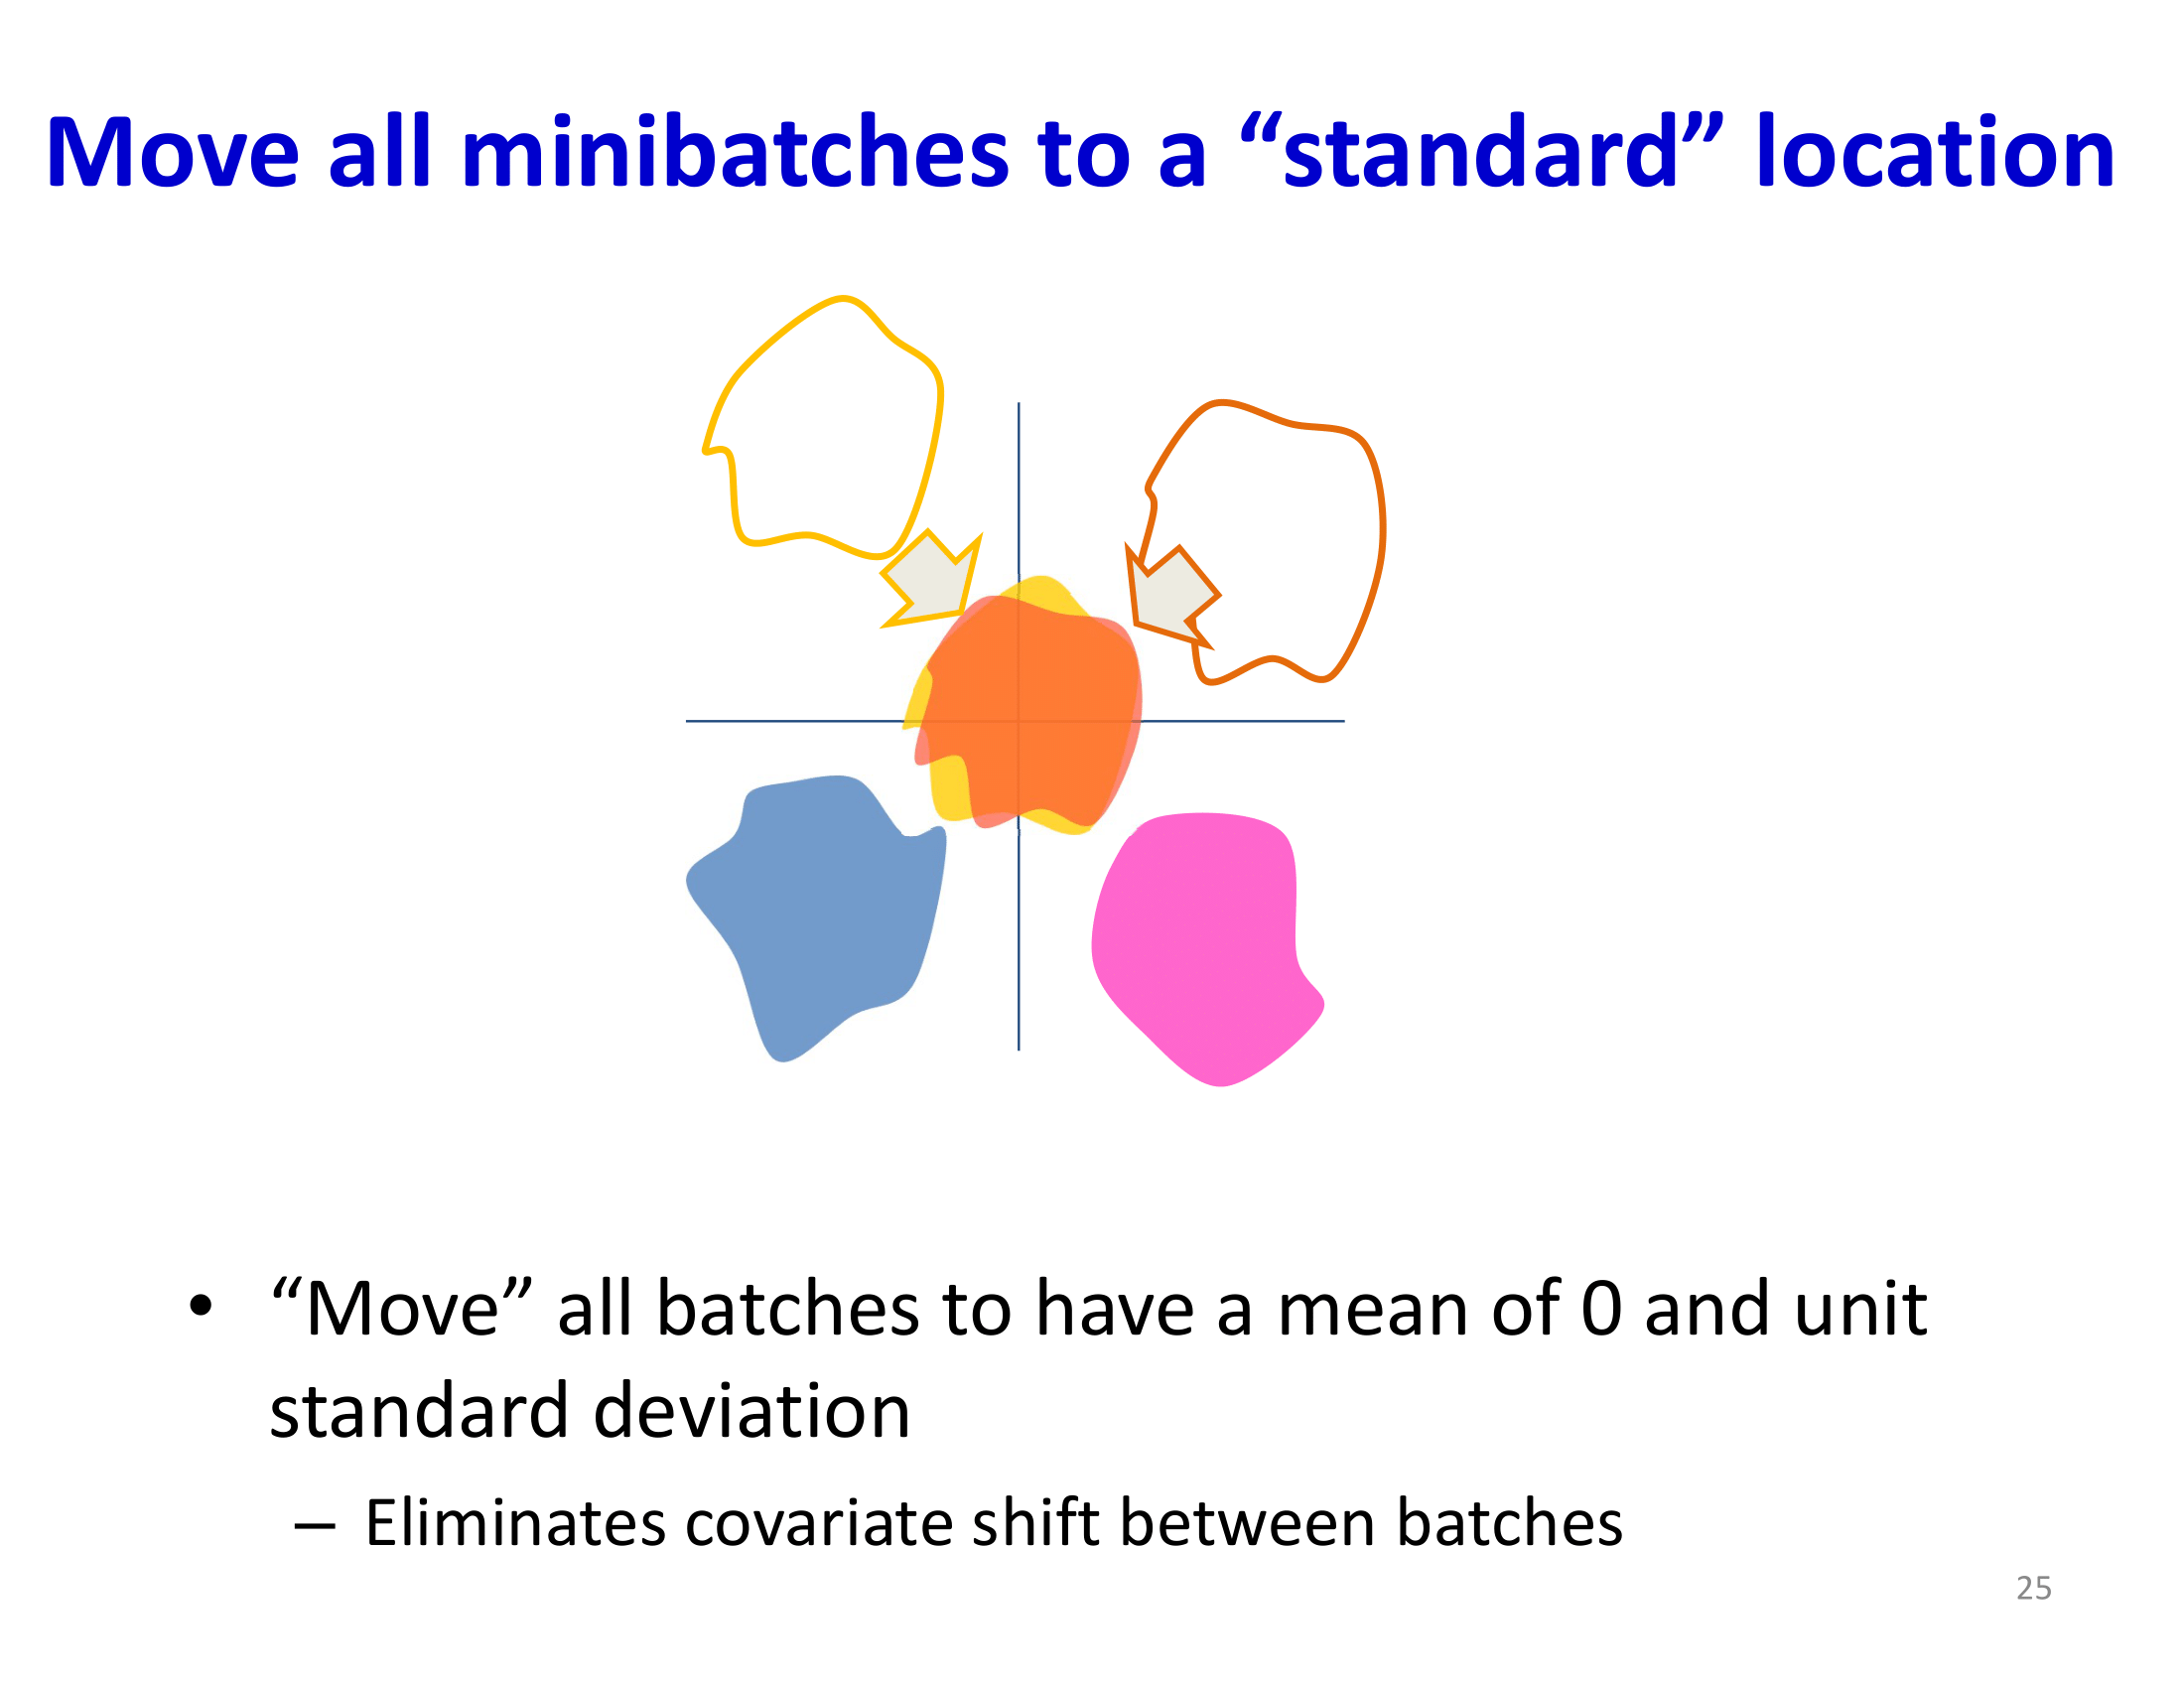 Move all minibatches to a “standard” location
• “Move” all batches to have a mean of 0 and unit
standard deviation
– Eliminates covariate shift between batches
25